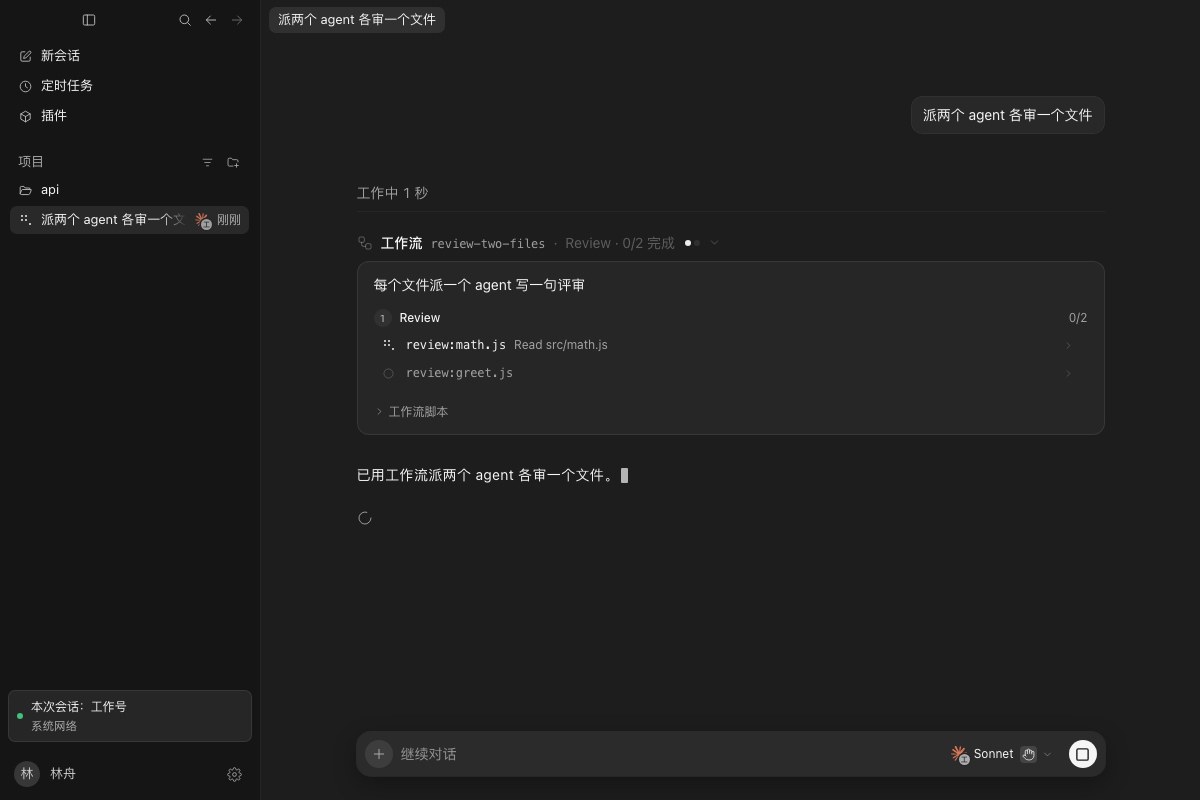 派两个 agent 各审一个文件
新会话
定时任务
插件
项目
api
派两个 agent 各审一个文 工 刚刚
本次会话：工作号
系统网络
林 林舟
派两个 agent 各审一个文件
工作中 1 秒
工作流 review-two-files · Review · 0/2 完成
每个文件派一个 agent 写一句评审
1 Review 0/2
review:math.js Read src/math.js
review:greet.js
工作流脚本
已用工作流派两个 agent 各审一个文件。
继续对话 工 Sonnet